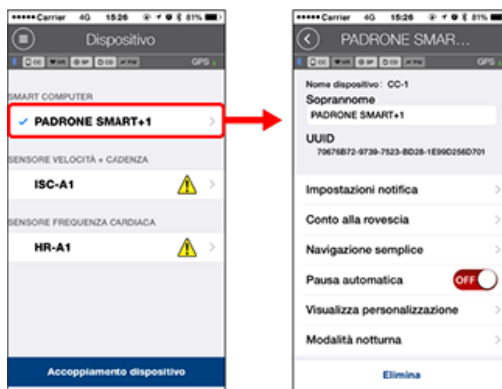 Carrier 4G 15:26 81%
Dispositivo
GPS
SMART COMPUTER
PADRONE SMART+1
SENSORE VELOCITÀ + CADENZA
ISC-A1
SENSORE FREQUENZA CARDIACA
HR-A1
Accoppiamento dispositivo
Carrier 4G 15:26 81%
PADRONE SMAR...
GPS
Nome dispositivo: CC-1
Soprannome
PADRONE SMART+1
UUID
70676B72-9739-7523-BD28-1E99D256D701
Impostazioni notifica
Conto alla rovescia
Navigazione semplice
Pausa automatica OFF
Visualizza personalizzazione
Modalità notturna
Elimina